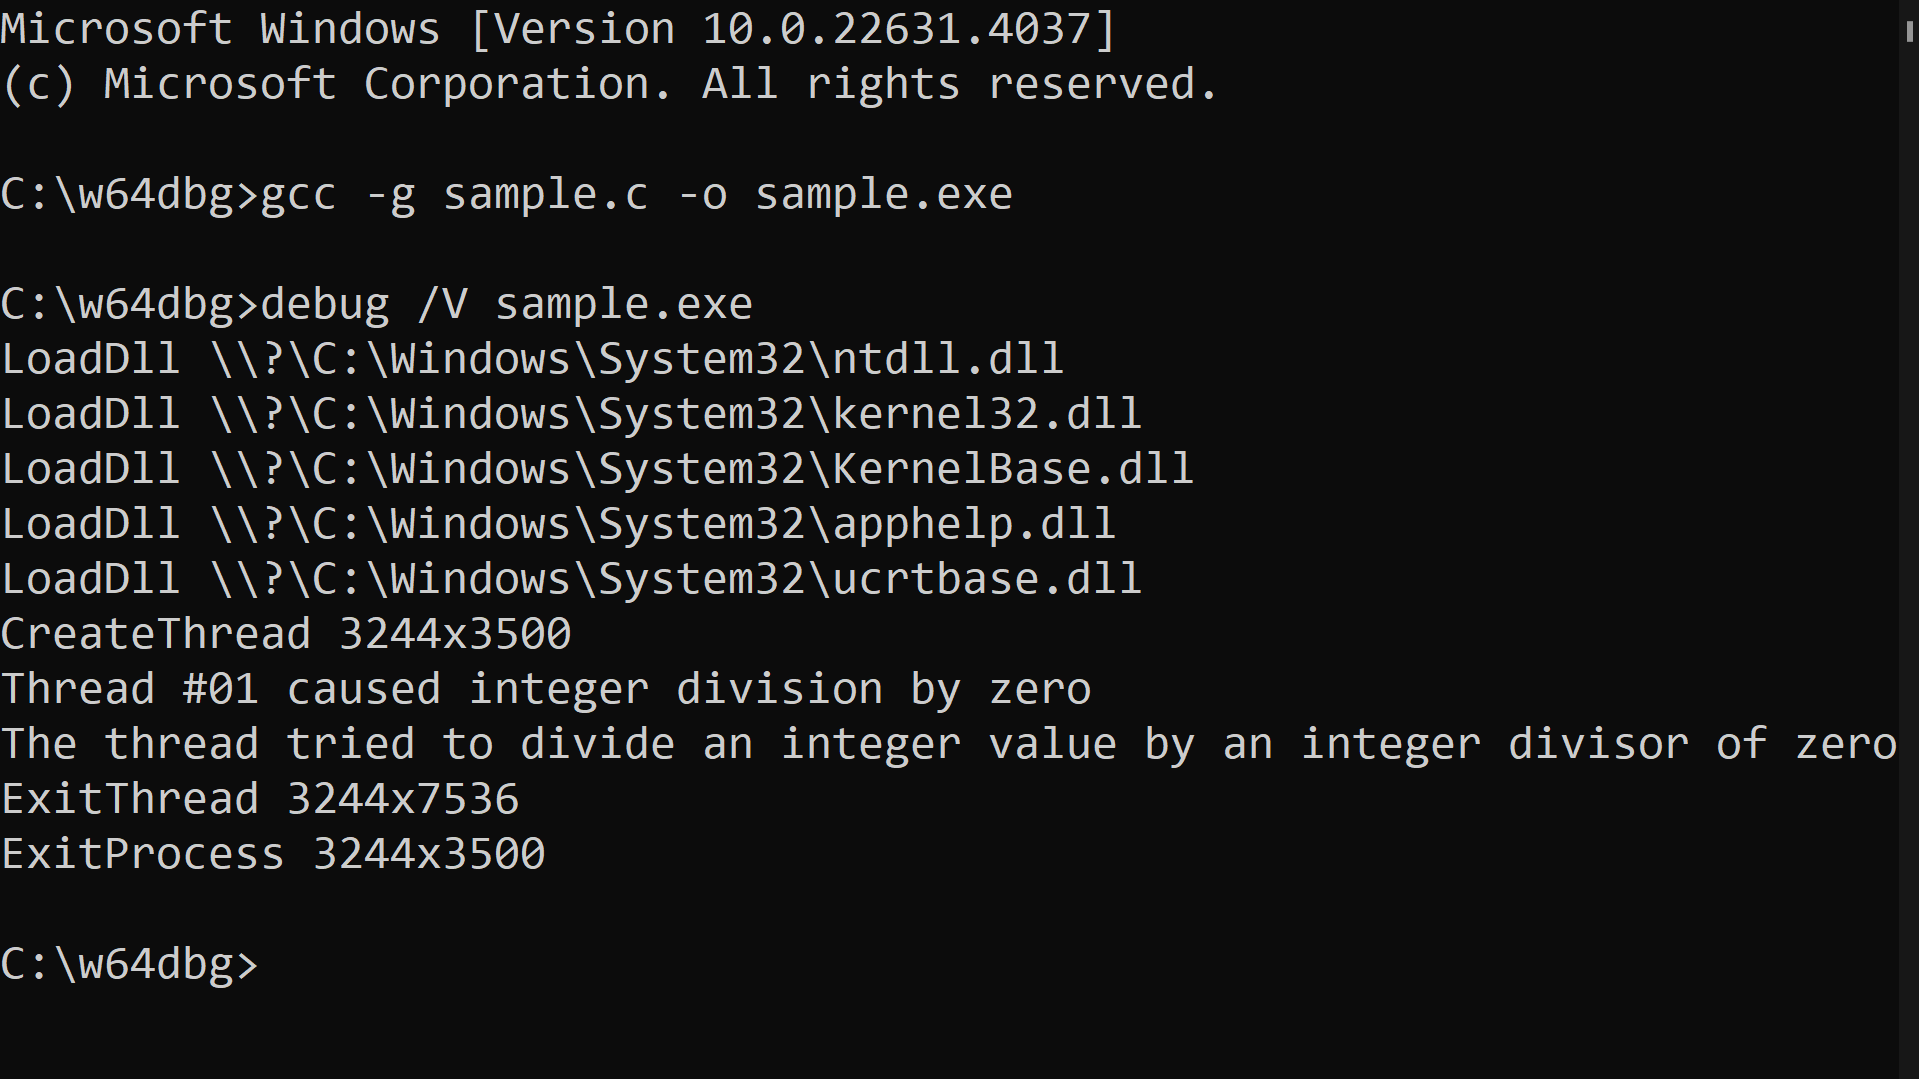 Microsoft Windows [Version 10.0.22631.4037]
(c) Microsoft Corporation. All rights reserved.
C:\w64dbg>gcc -g sample.c -o sample.exe
C:\w64dbg>debug /V sample.exe
LoadDll \\?\C:\Windows\System32\ntdll.dll
LoadDll \\?\C:\Windows\System32\kernel32.dll
LoadDll \\?\C:\Windows\System32\KernelBase.dll
LoadDll \\?\C:\Windows\System32\apphelp.dll
LoadDll \\?\C:\Windows\System32\ucrtbase.dll
CreateThread 3244x3500
Thread #01 caused integer division by zero
The thread tried to divide an integer value by an integer divisor of zero
ExitThread 3244x7536
ExitProcess 3244x3500
C:\w64dbg>